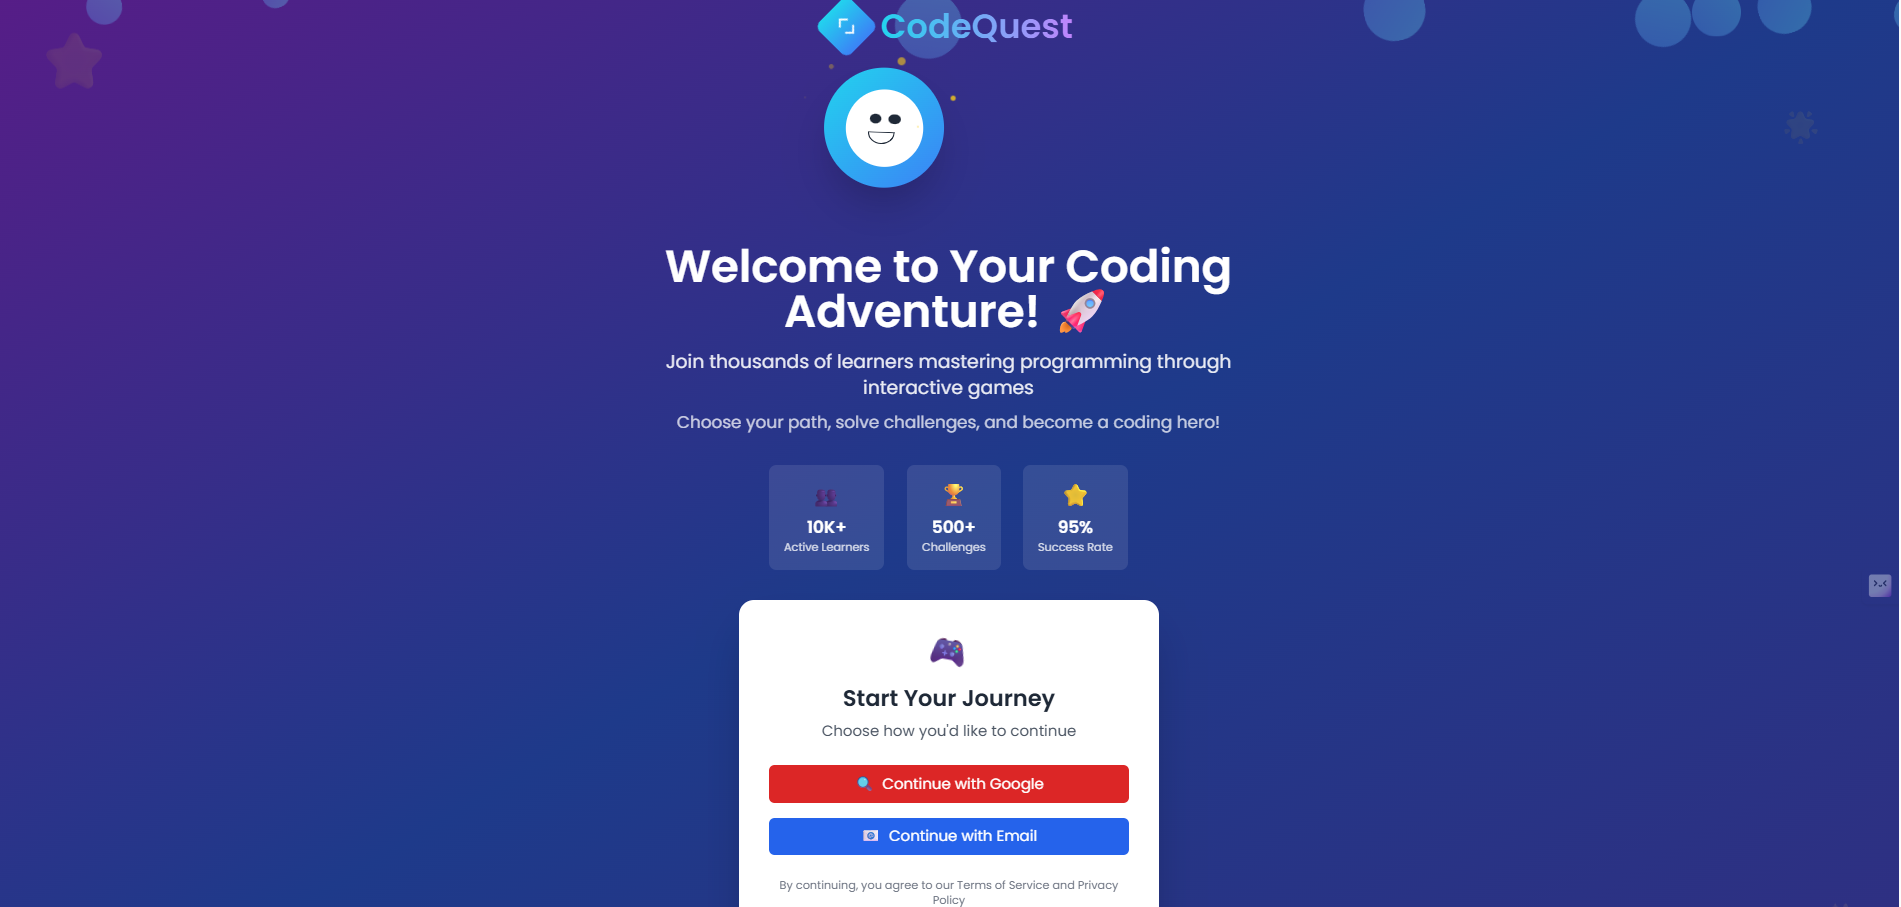 CodeQuest
Welcome to Your Coding
Adventure! 🚀
Join thousands of learners mastering programming through
interactive games
Choose your path, solve challenges, and become a coding hero!
10K+
Active Learners
500+
Challenges
95%
Success Rate
Start Your Journey
Choose how you'd like to continue
Continue with Google
Continue with Email
By continuing, you agree to our Terms of Service and Privacy
Policy